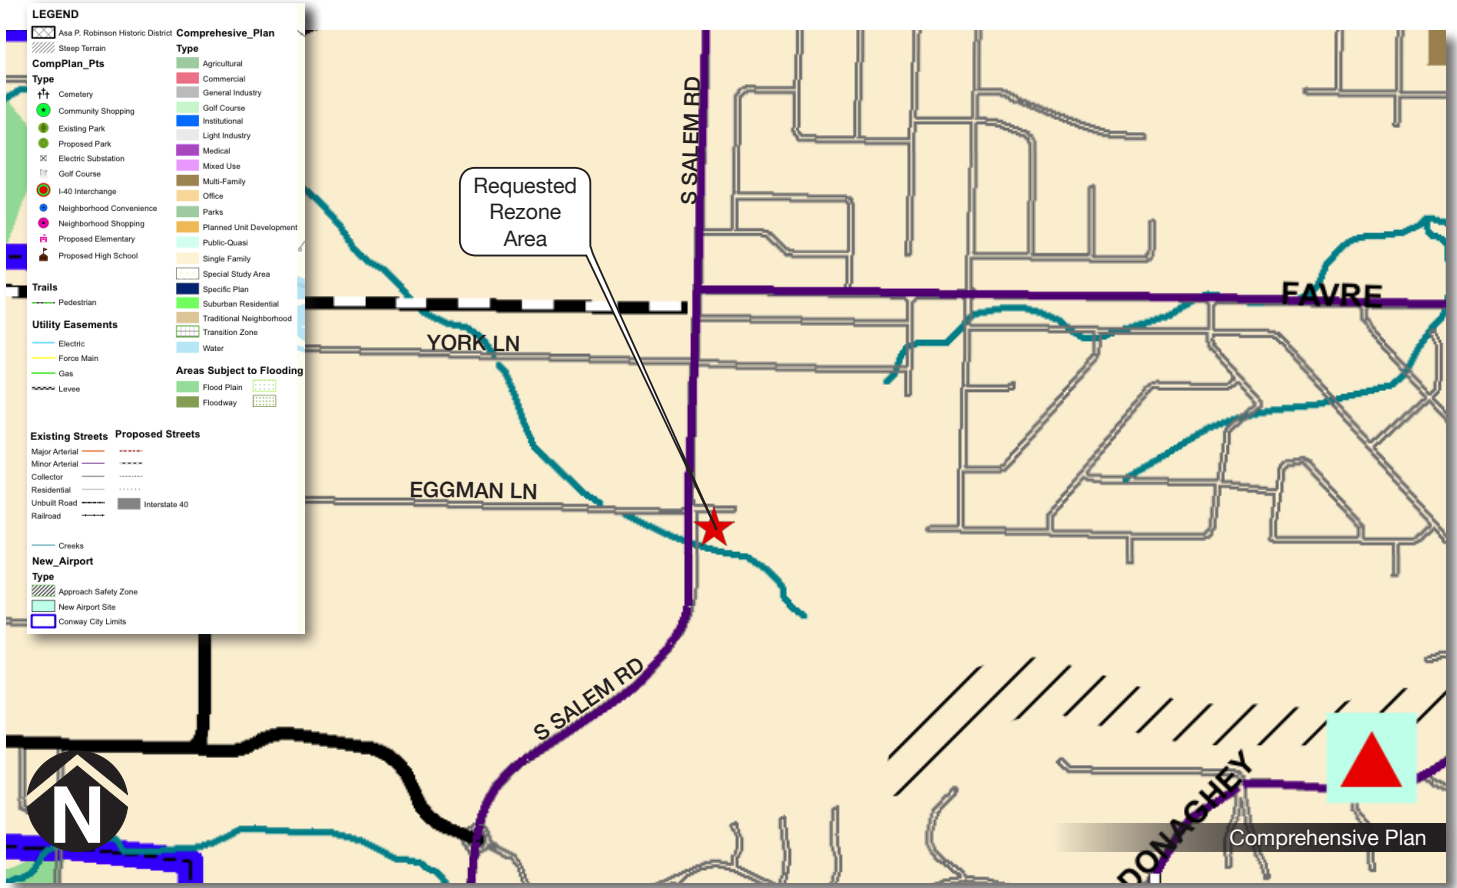 LEGEND
Asa P. Robinson Historic District
Steep Terrain
CompPlan_Pts
Type
Cemetery
Community Shopping
Existing Park
Proposed Park
Electric Substation
Golf Course
I-40 Interchange
Neighborhood Convenience
Neighborhood Shopping
Proposed Elementary
Proposed High School
Trails
Pedestrian
Utility Easements
Electric
Force Main
Gas
Levee
Comprehesive_Plan
Type
Agricultural
Commercial
General Industry
Golf Course
Institutional
Light Industry
Medical
Mixed Use
Multi-Family
Office
Parks
Planned Unit Development
Public-Quasi
Single Family
Special Study Area
Specific Plan
Suburban Residential
Traditional Neighborhood
Transition Zone
Water
Areas Subject to Flooding
Flood Plain
Floodway
Existing Streets
Major Arterial
Minor Arterial
Collector
Residential
Unbuilt Road
Railroad
Proposed Streets
Interstate 40
Creeks
New_Airport
Type
Approach Safety Zone
New Airport Site
Conway City Limits
S SALEM RD
Requested
Rezone
Area
FAVRE
YORK LN
EGGMAN LN
S SALEM RD
DONAGHEY
N
Comprehensive Plan